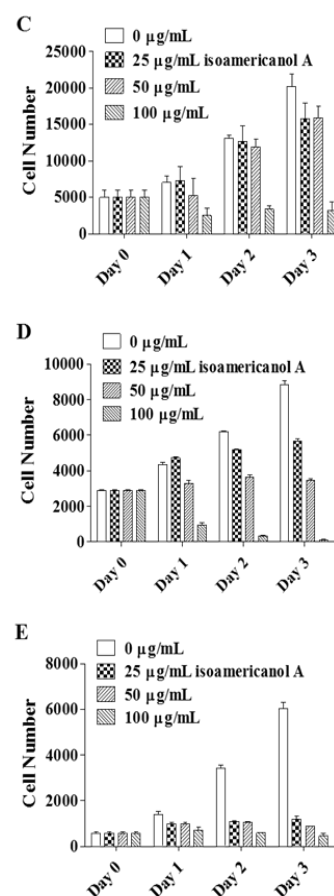 C
25000
20000
15000
10000
5000
0
Cell Number
0 µg/mL
25 µg/mL isoamericanol A
50 µg/mL
100 µg/mL
Day 0
Day 1
Day 2
Day 3
D
10000
8000
6000
4000
2000
0
Cell Number
0 µg/mL
25 µg/mL isoamericanol A
50 µg/mL
100 µg/mL
Day 0
Day 1
Day 2
Day 3
E
8000
6000
4000
2000
0
Cell Number
0 µg/mL
25 µg/mL isoamericanol A
50 µg/mL
100 µg/mL
Day 0
Day 1
Day 2
Day 3